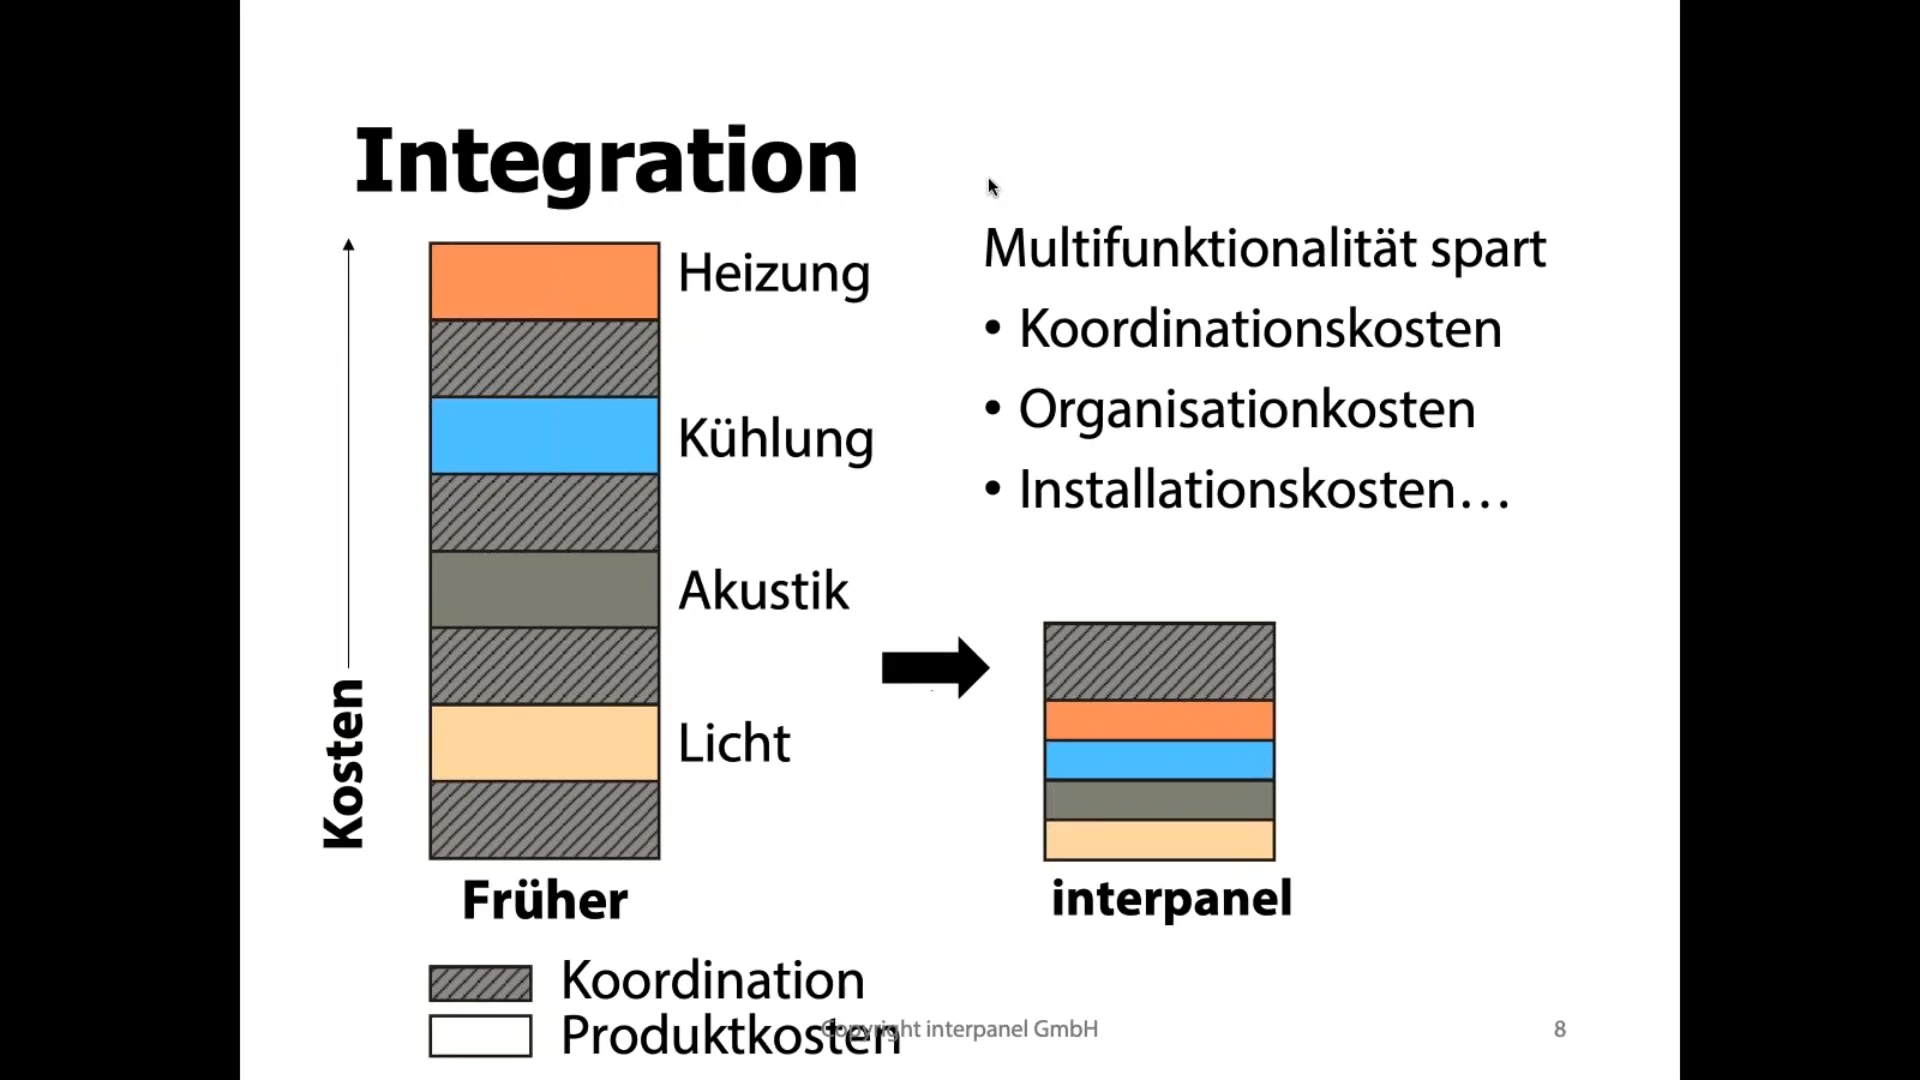 Integration
Heizung
Kühlung
Akustik
Licht
Kosten
Früher
Multifunktionalität spart
• Koordinationskosten
• Organisationkosten
• Installationskosten…
interpanel
Koordination
Produktkosten
Copyright interpanel GmbH
8